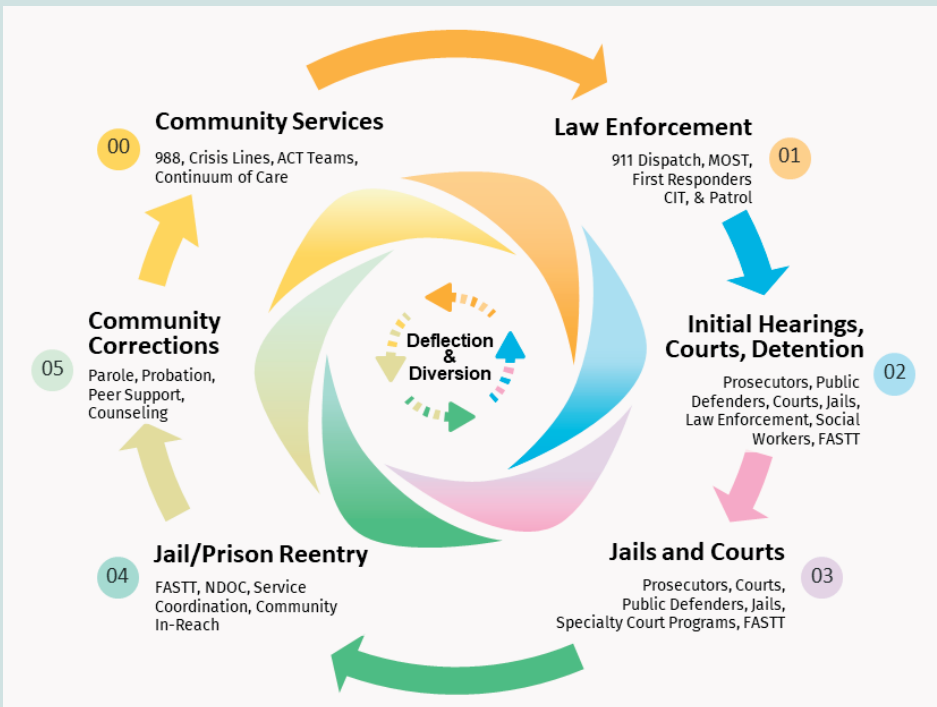 00
Community Services
988, Crisis Lines, ACT Teams,
Continuum of Care
Law Enforcement
01
911 Dispatch, MOST,
First Responders
CIT, & Patrol
Initial Hearings,
Courts, Detention
02
Prosecutors, Public
Defenders, Courts, Jails,
Law Enforcement, Social
Workers, FASTT
Jails and Courts
03
Prosecutors, Courts,
Public Defenders, Jails,
Specialty Court Programs, FASTT
Jail/Prison Reentry
04
FASTT, NDOC, Service
Coordination, Community
In-Reach
Community
Corrections
05
Parole, Probation,
Peer Support,
Counseling
Deflection
&
Diversion